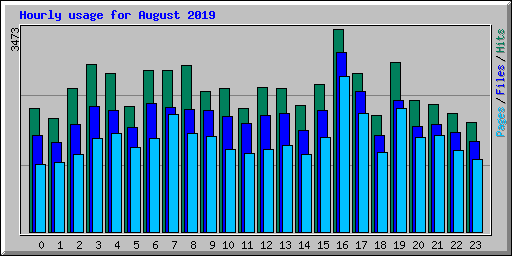 Hourly usage for August 2019
3473
Pages / Files / Hits
0 1 2 3 4 5 6 7 8 9 10 11 12 13 14 15 16 17 18 19 20 21 22 23